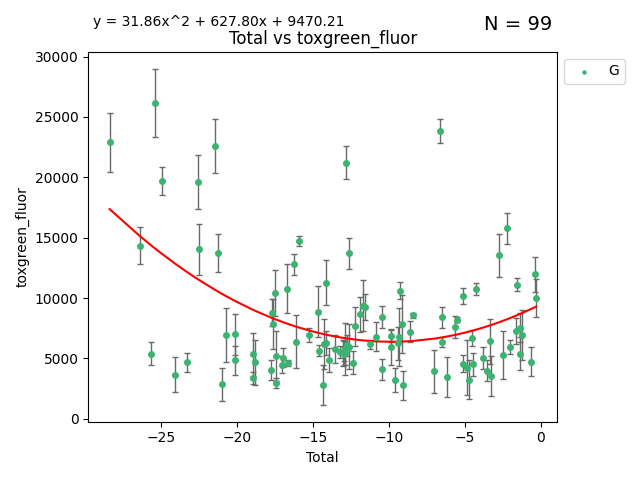 y = 31.86x^2 + 627.80x + 9470.21
N = 99
Total vs toxgreen_fluor
G
toxgreen_fluor
30000
25000
20000
15000
10000
5000
0
−25
−20
−15
−10
−5
0
Total